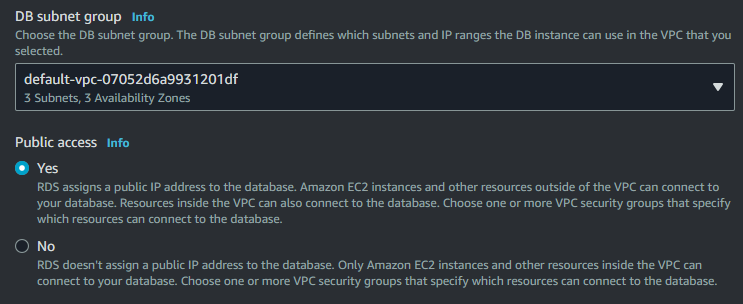 DB subnet group Info
Choose the DB subnet group. The DB subnet group defines which subnets and IP ranges the DB instance can use in the VPC that you
selected.
default-vpc-07052d6a9931201df
3 Subnets, 3 Availability Zones
Public access Info
Yes
RDS assigns a public IP address to the database. Amazon EC2 instances and other resources outside of the VPC can connect to
your database. Resources inside the VPC can also connect to the database. Choose one or more VPC security groups that specify
which resources can connect to the database.
No
RDS doesn't assign a public IP address to the database. Only Amazon EC2 instances and other resources inside the VPC can
connect to your database. Choose one or more VPC security groups that specify which resources can connect to the database.